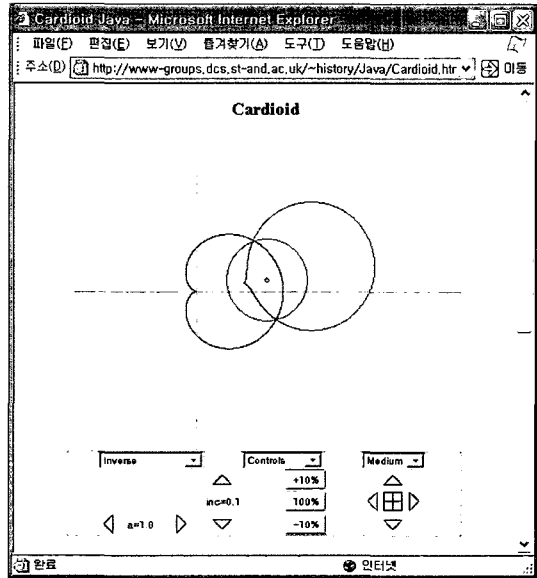 Cardioid Java - Microsoft Internet Explorer
파일(F) 편집(E) 보기(V) 즐겨찾기(A) 도구(T) 도움말(H)
주소(D) http://www-groups.dcs.st-and.ac.uk/~history/Java/Cardioid.htr 이동
Cardioid
Inverse Controls Medium
+10%
inc=0.1 100%
a=1.0 -10%
완료 인터넷